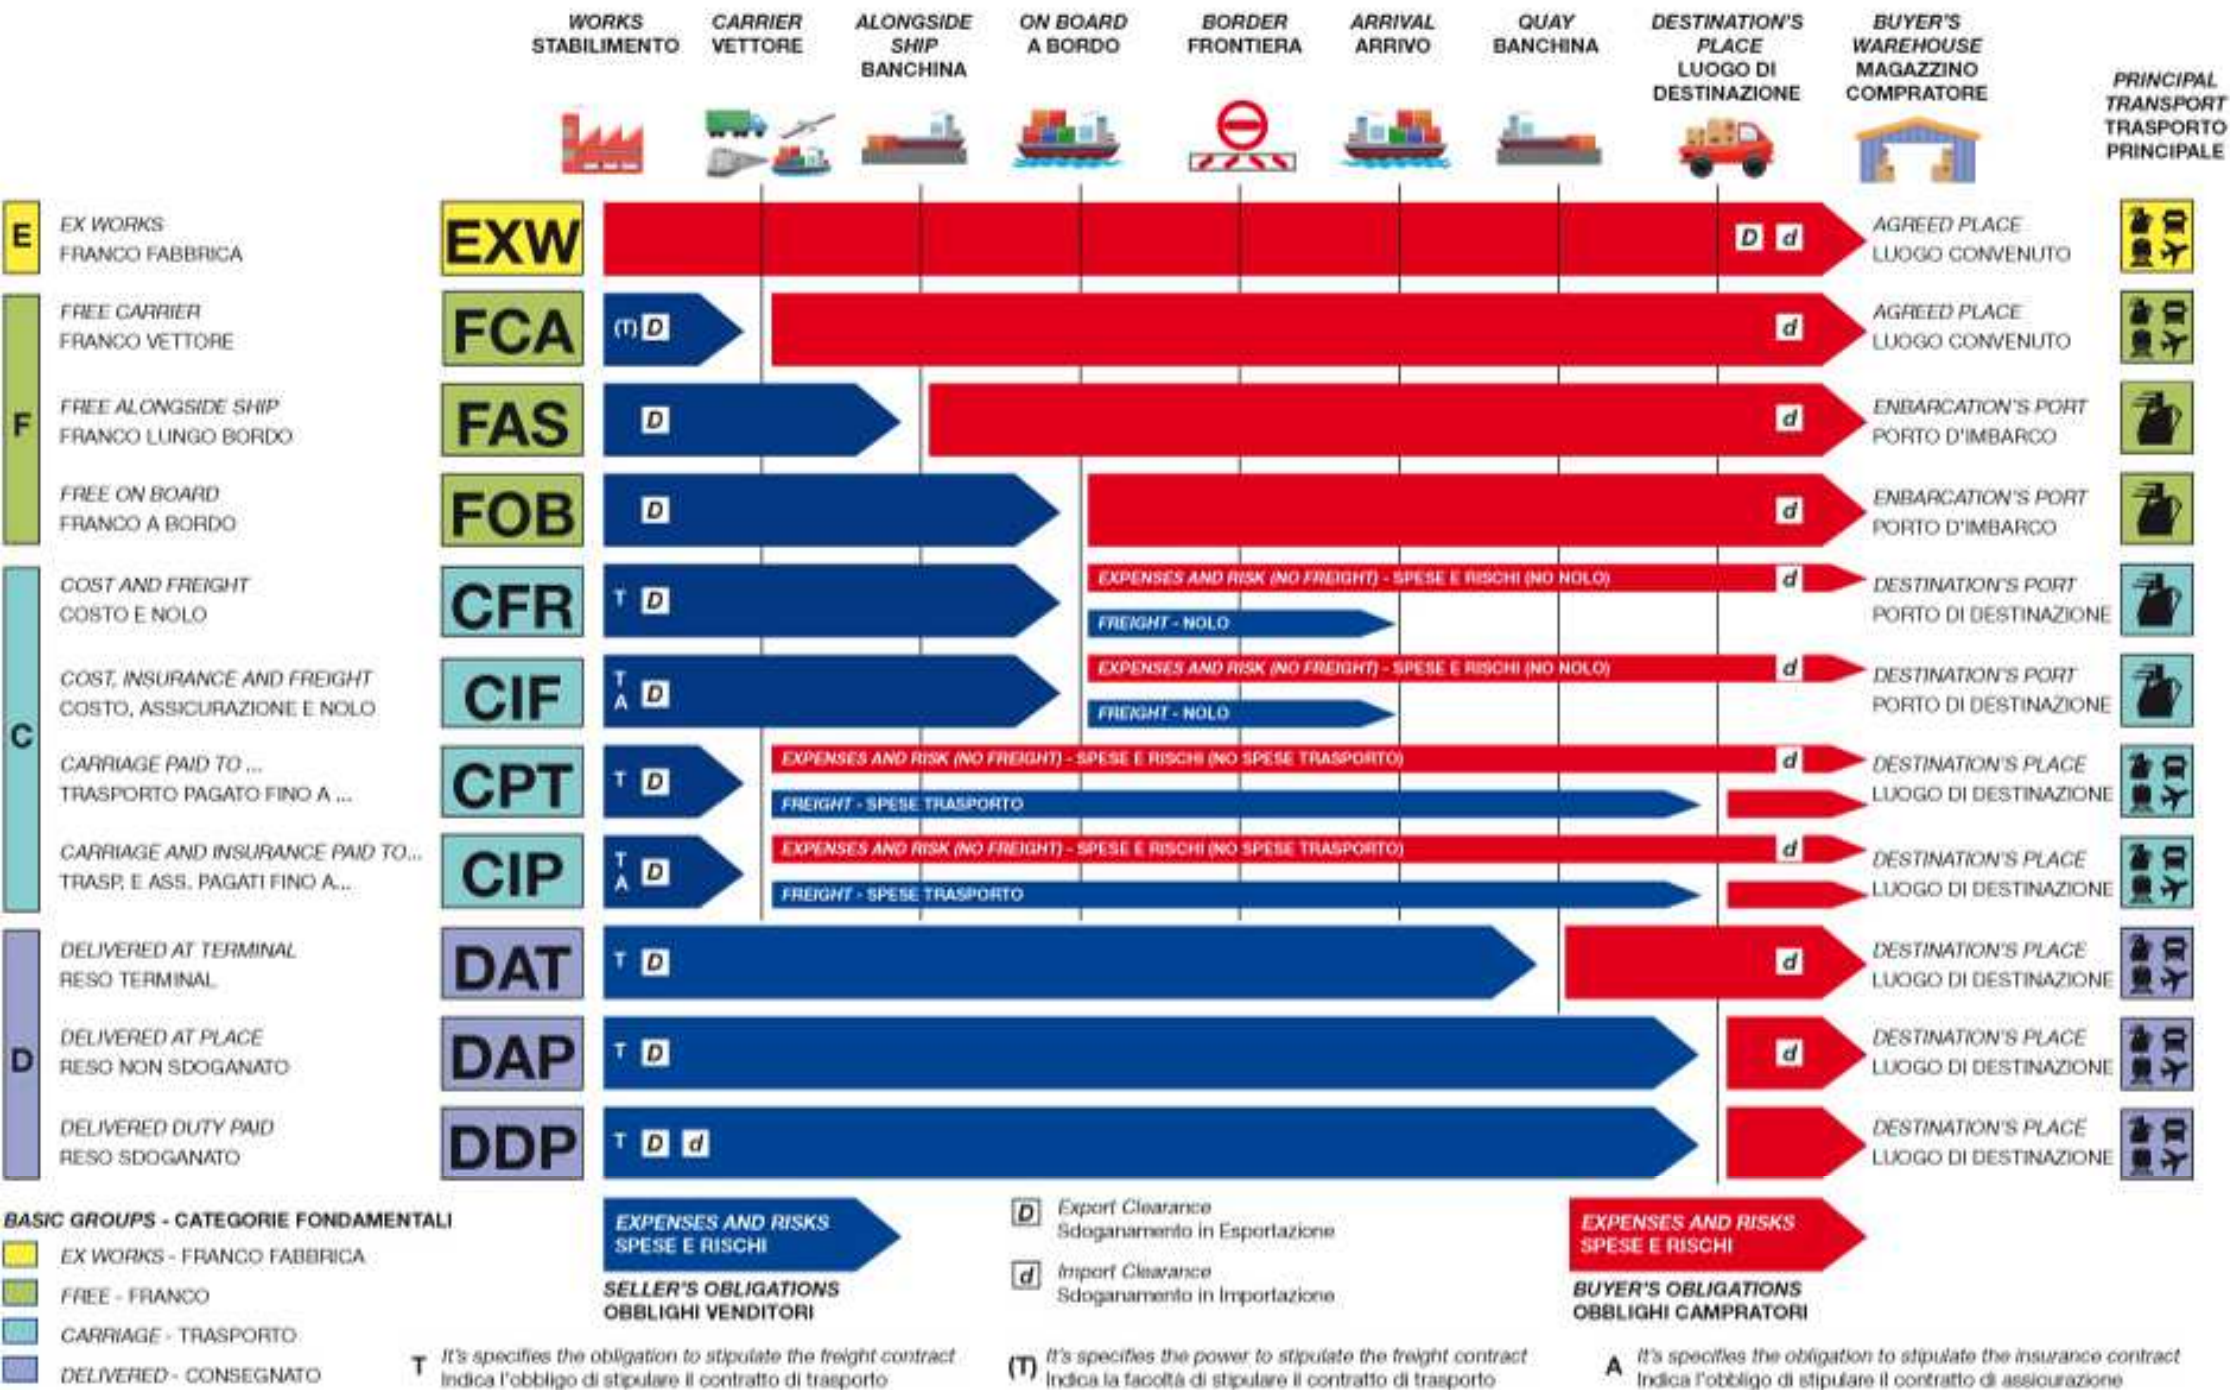 WORKS
STABILIMENTO
CARRIER
VETTORE
ALONGSIDE
SHIP
BANCHINA
ON BOARD
A BORDO
BORDER
FRONTIERA
ARRIVAL
ARRIVO
QUAY
BANCHINA
DESTINATION'S
PLACE
LUOGO DI
DESTINAZIONE
BUYER'S
WAREHOUSE
MAGAZZINO
COMPRATORE
PRINCIPAL
TRANSPORT
TRASPORTO
PRINCIPALE
E
EX WORKS
FRANCO FABBRICA
EXW
D d
AGREED PLACE
LUOGO CONVENUTO
F
FREE CARRIER
FRANCO VETTORE
FCA
(T) D
d
AGREED PLACE
LUOGO CONVENUTO
FREE ALONGSIDE SHIP
FRANCO LUNGO BORDO
FAS
D
d
ENBARCATION'S PORT
PORTO D'IMBARCO
FREE ON BOARD
FRANCO A BORDO
FOB
D
d
ENBARCATION'S PORT
PORTO D'IMBARCO
C
COST AND FREIGHT
COSTO E NOLO
CFR
T D
EXPENSES AND RISK (NO FREIGHT) - SPESE E RISCHI (NO NOLO)
d
FREIGHT - NOLO
DESTINATION'S PORT
PORTO DI DESTINAZIONE
COST, INSURANCE AND FREIGHT
COSTO, ASSICURAZIONE E NOLO
CIF
T
A D
EXPENSES AND RISK (NO FREIGHT) - SPESE E RISCHI (NO NOLO)
d
FREIGHT - NOLO
DESTINATION'S PORT
PORTO DI DESTINAZIONE
CARRIAGE PAID TO ...
TRASPORTO PAGATO FINO A ...
CPT
T D
EXPENSES AND RISK (NO FREIGHT) - SPESE E RISCHI (NO SPESE TRASPORTO)
d
FREIGHT - SPESE TRASPORTO
DESTINATION'S PLACE
LUOGO DI DESTINAZIONE
CARRIAGE AND INSURANCE PAID TO...
TRASP. E ASS. PAGATI FINO A...
CIP
T
A D
EXPENSES AND RISK (NO FREIGHT) - SPESE E RISCHI (NO SPESE TRASPORTO)
d
FREIGHT - SPESE TRASPORTO
DESTINATION'S PLACE
LUOGO DI DESTINAZIONE
D
DELIVERED AT TERMINAL
RESO TERMINAL
DAT
T D
d
DESTINATION'S PLACE
LUOGO DI DESTINAZIONE
DELIVERED AT PLACE
RESO NON SDOGANATO
DAP
T D
d
DESTINATION'S PLACE
LUOGO DI DESTINAZIONE
DELIVERED DUTY PAID
RESO SDOGANATO
DDP
T D d
DESTINATION'S PLACE
LUOGO DI DESTINAZIONE
BASIC GROUPS - CATEGORIE FONDAMENTALI
EX WORKS - FRANCO FABBRICA
FREE - FRANCO
CARRIAGE - TRASPORTO
DELIVERED - CONSEGNATO
EXPENSES AND RISKS
SPESE E RISCHI
SELLER'S OBLIGATIONS
OBBLIGHI VENDITORI
D Export Clearance
Sdoganamento in Esportazione
d Import Clearance
Sdoganamento in Importazione
EXPENSES AND RISKS
SPESE E RISCHI
BUYER'S OBLIGATIONS
OBBLIGHI CAMPRATORI
T It's specifies the obligation to stipulate the freight contract
Indica l'obbligo di stipulare il contratto di trasporto
(T) It's specifies the power to stipulate the freight contract
Indica la facoltà di stipulare il contratto di trasporto
A It's specifies the obligation to stipulate the insurance contract
Indica l'obbligo di stipulare il contratto di assicurazione